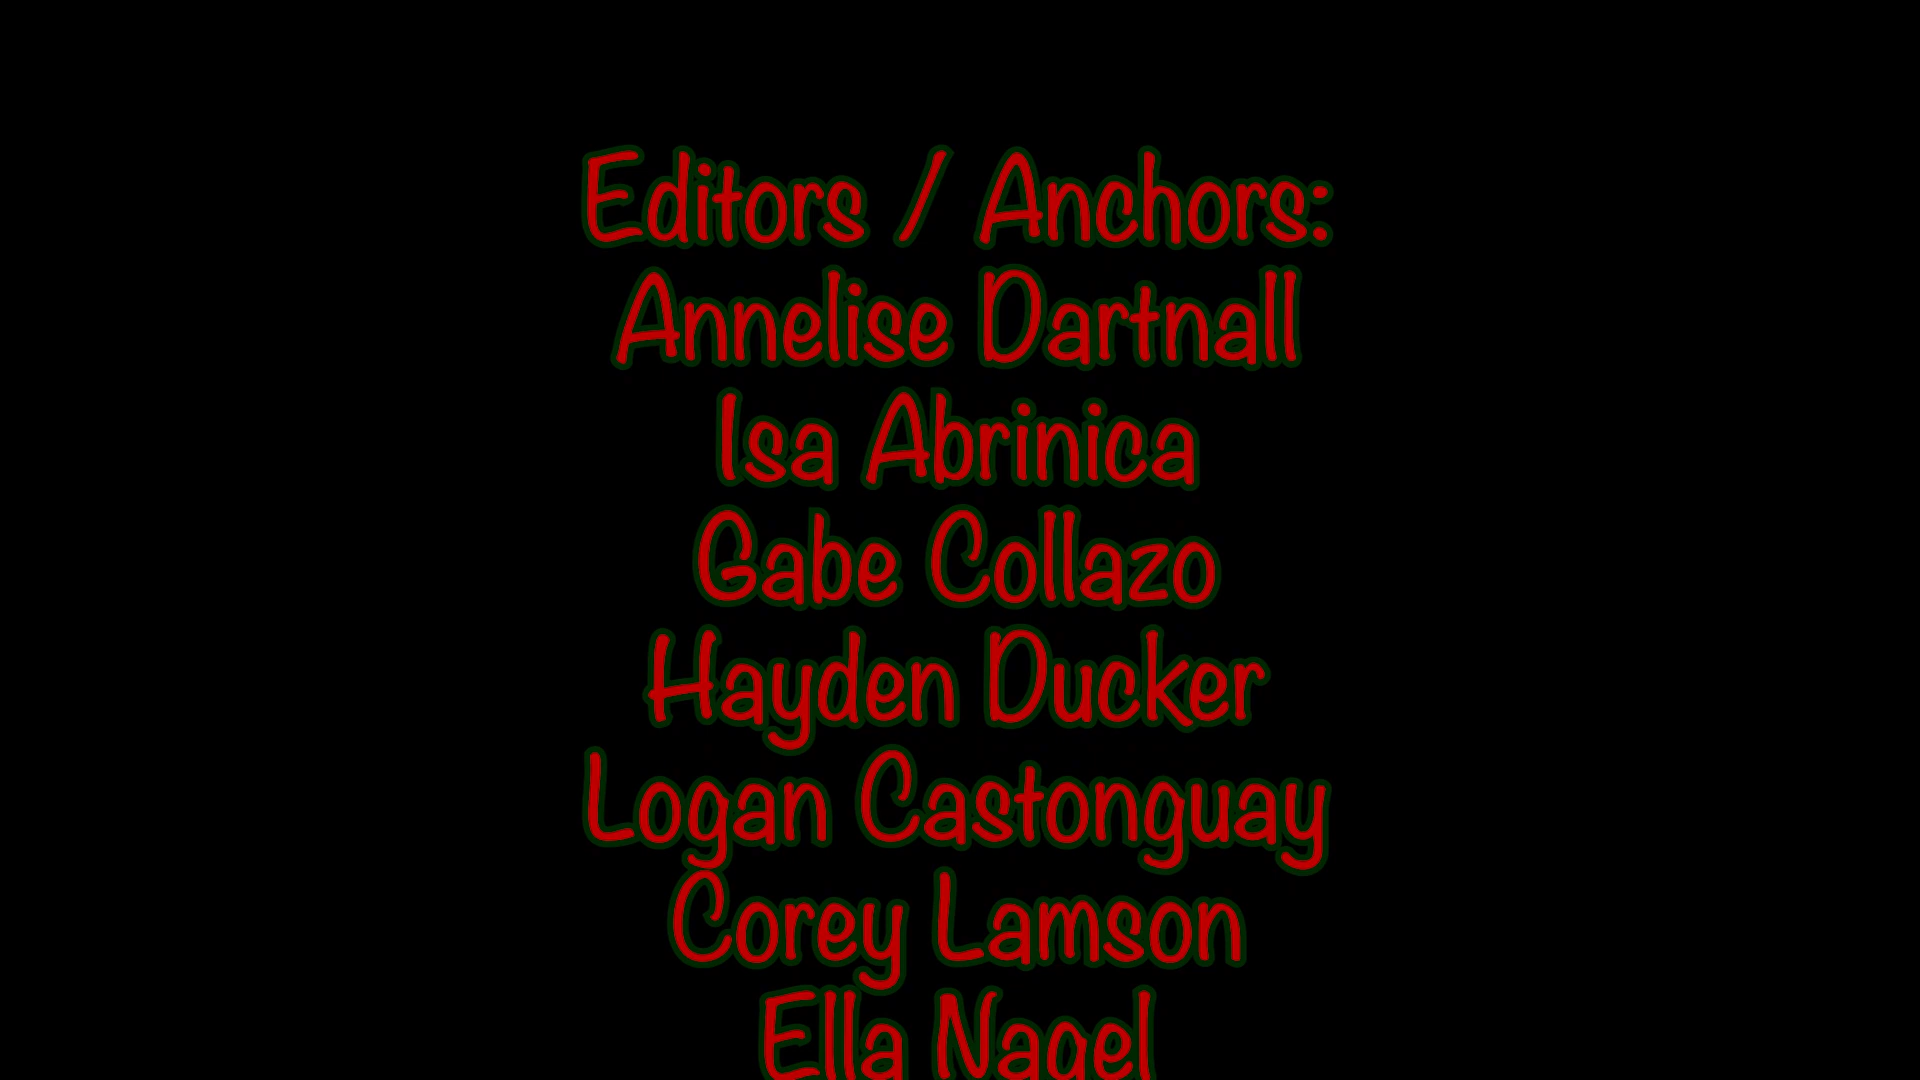 Editors / Anchors:
Annelise Dartnall
Isa Abrinica
Gabe Collazo
Hayden Ducker
Logan Castonguay
Corey Lamson
Ella Nagel